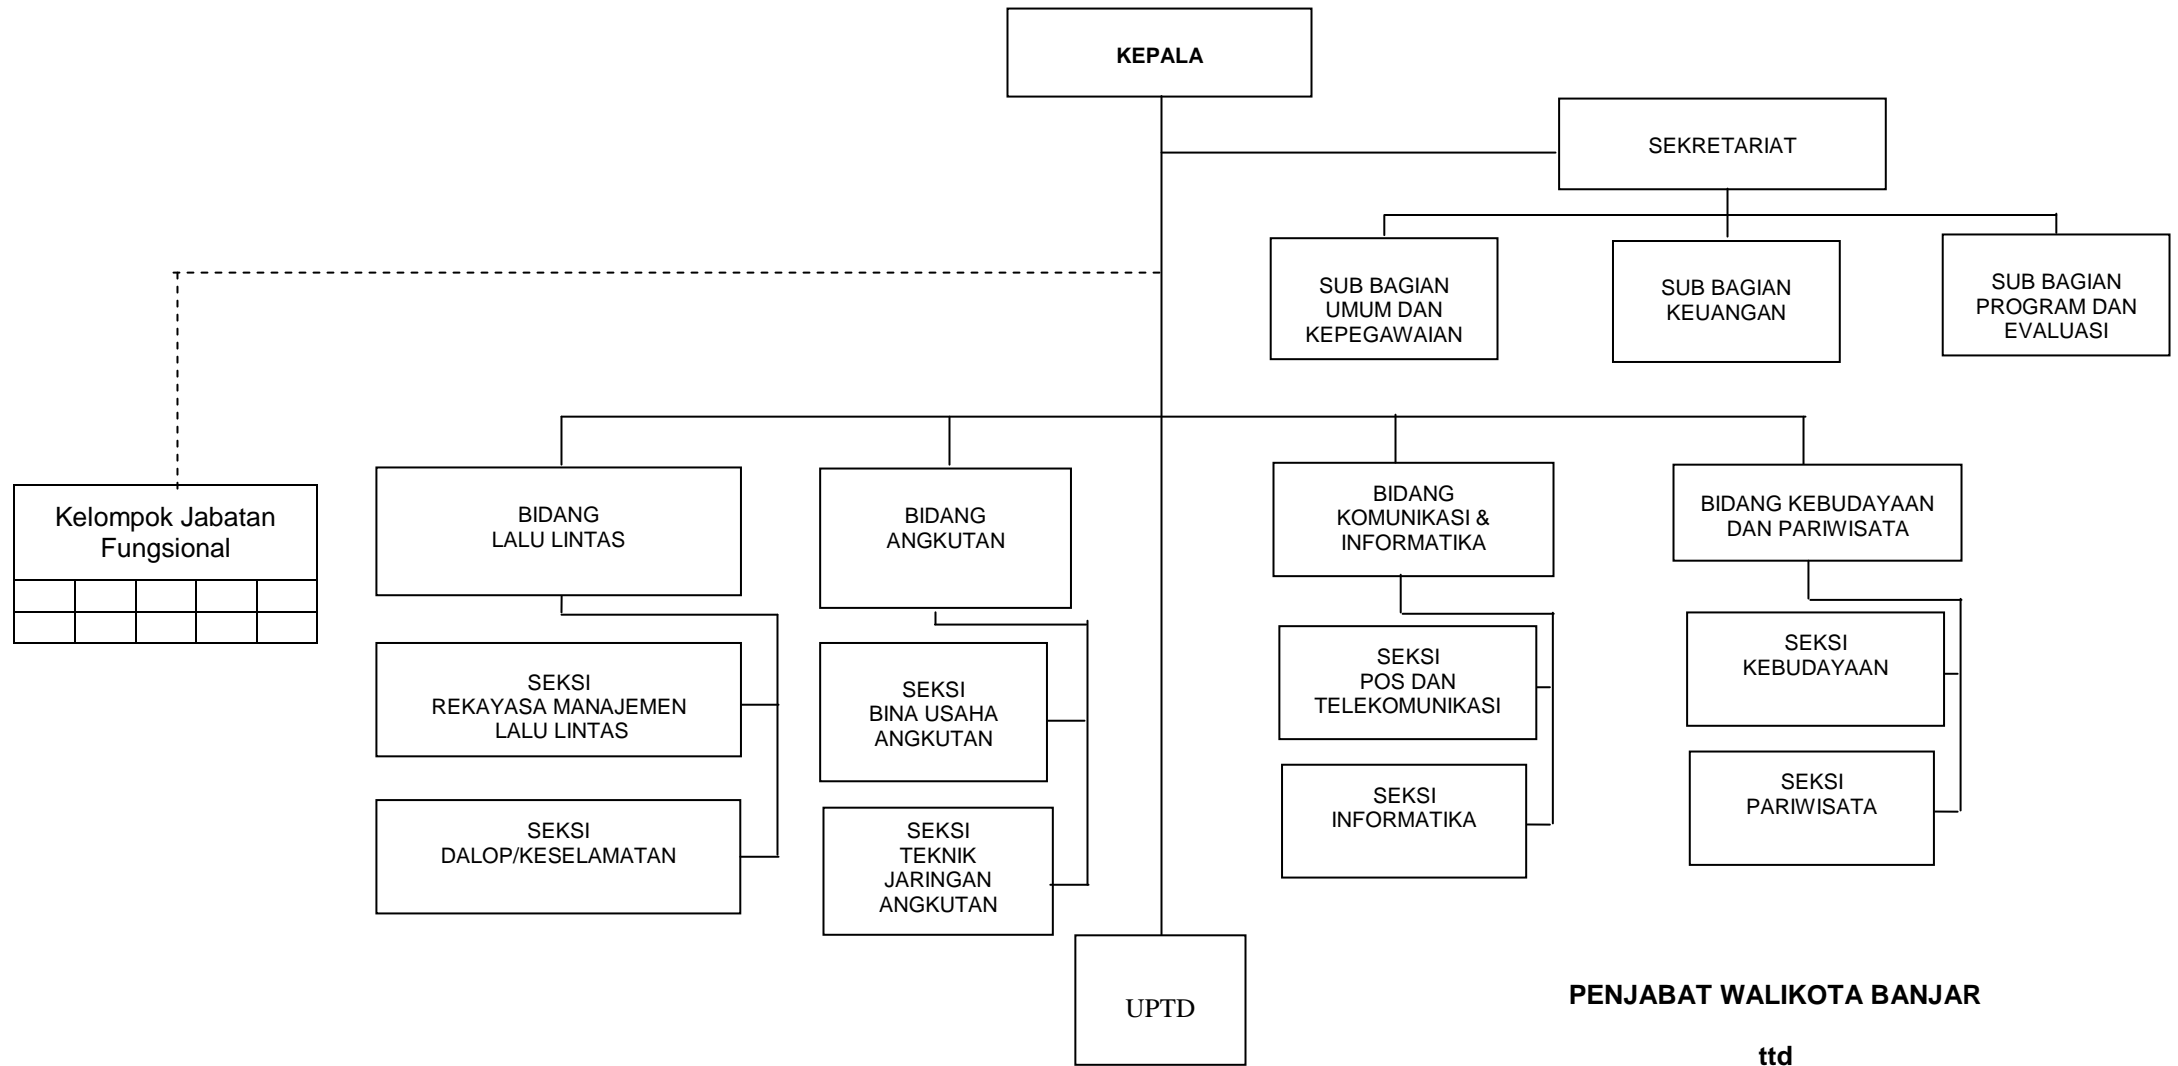 KEPALA
SEKRETARIAT
SUB BAGIAN
UMUM DAN
KEPEGAWAIAN
SUB BAGIAN
KEUANGAN
SUB BAGIAN
PROGRAM DAN
EVALUASI
Kelompok Jabatan
Fungsional
BIDANG
LALU LINTAS
BIDANG
ANGKUTAN
BIDANG
KOMUNIKASI &
INFORMATIKA
BIDANG KEBUDAYAAN
DAN PARIWISATA
SEKSI
REKAYASA MANAJEMEN
LALU LINTAS
SEKSI
BINA USAHA
ANGKUTAN
SEKSI
POS DAN
TELEKOMUNIKASI
SEKSI
KEBUDAYAAN
SEKSI
DALOP/KESELAMATAN
SEKSI
TEKNIK
JARINGAN
ANGKUTAN
SEKSI
INFORMATIKA
SEKSI
PARIWISATA
UPTD
PENJABAT WALIKOTA BANJAR
ttd